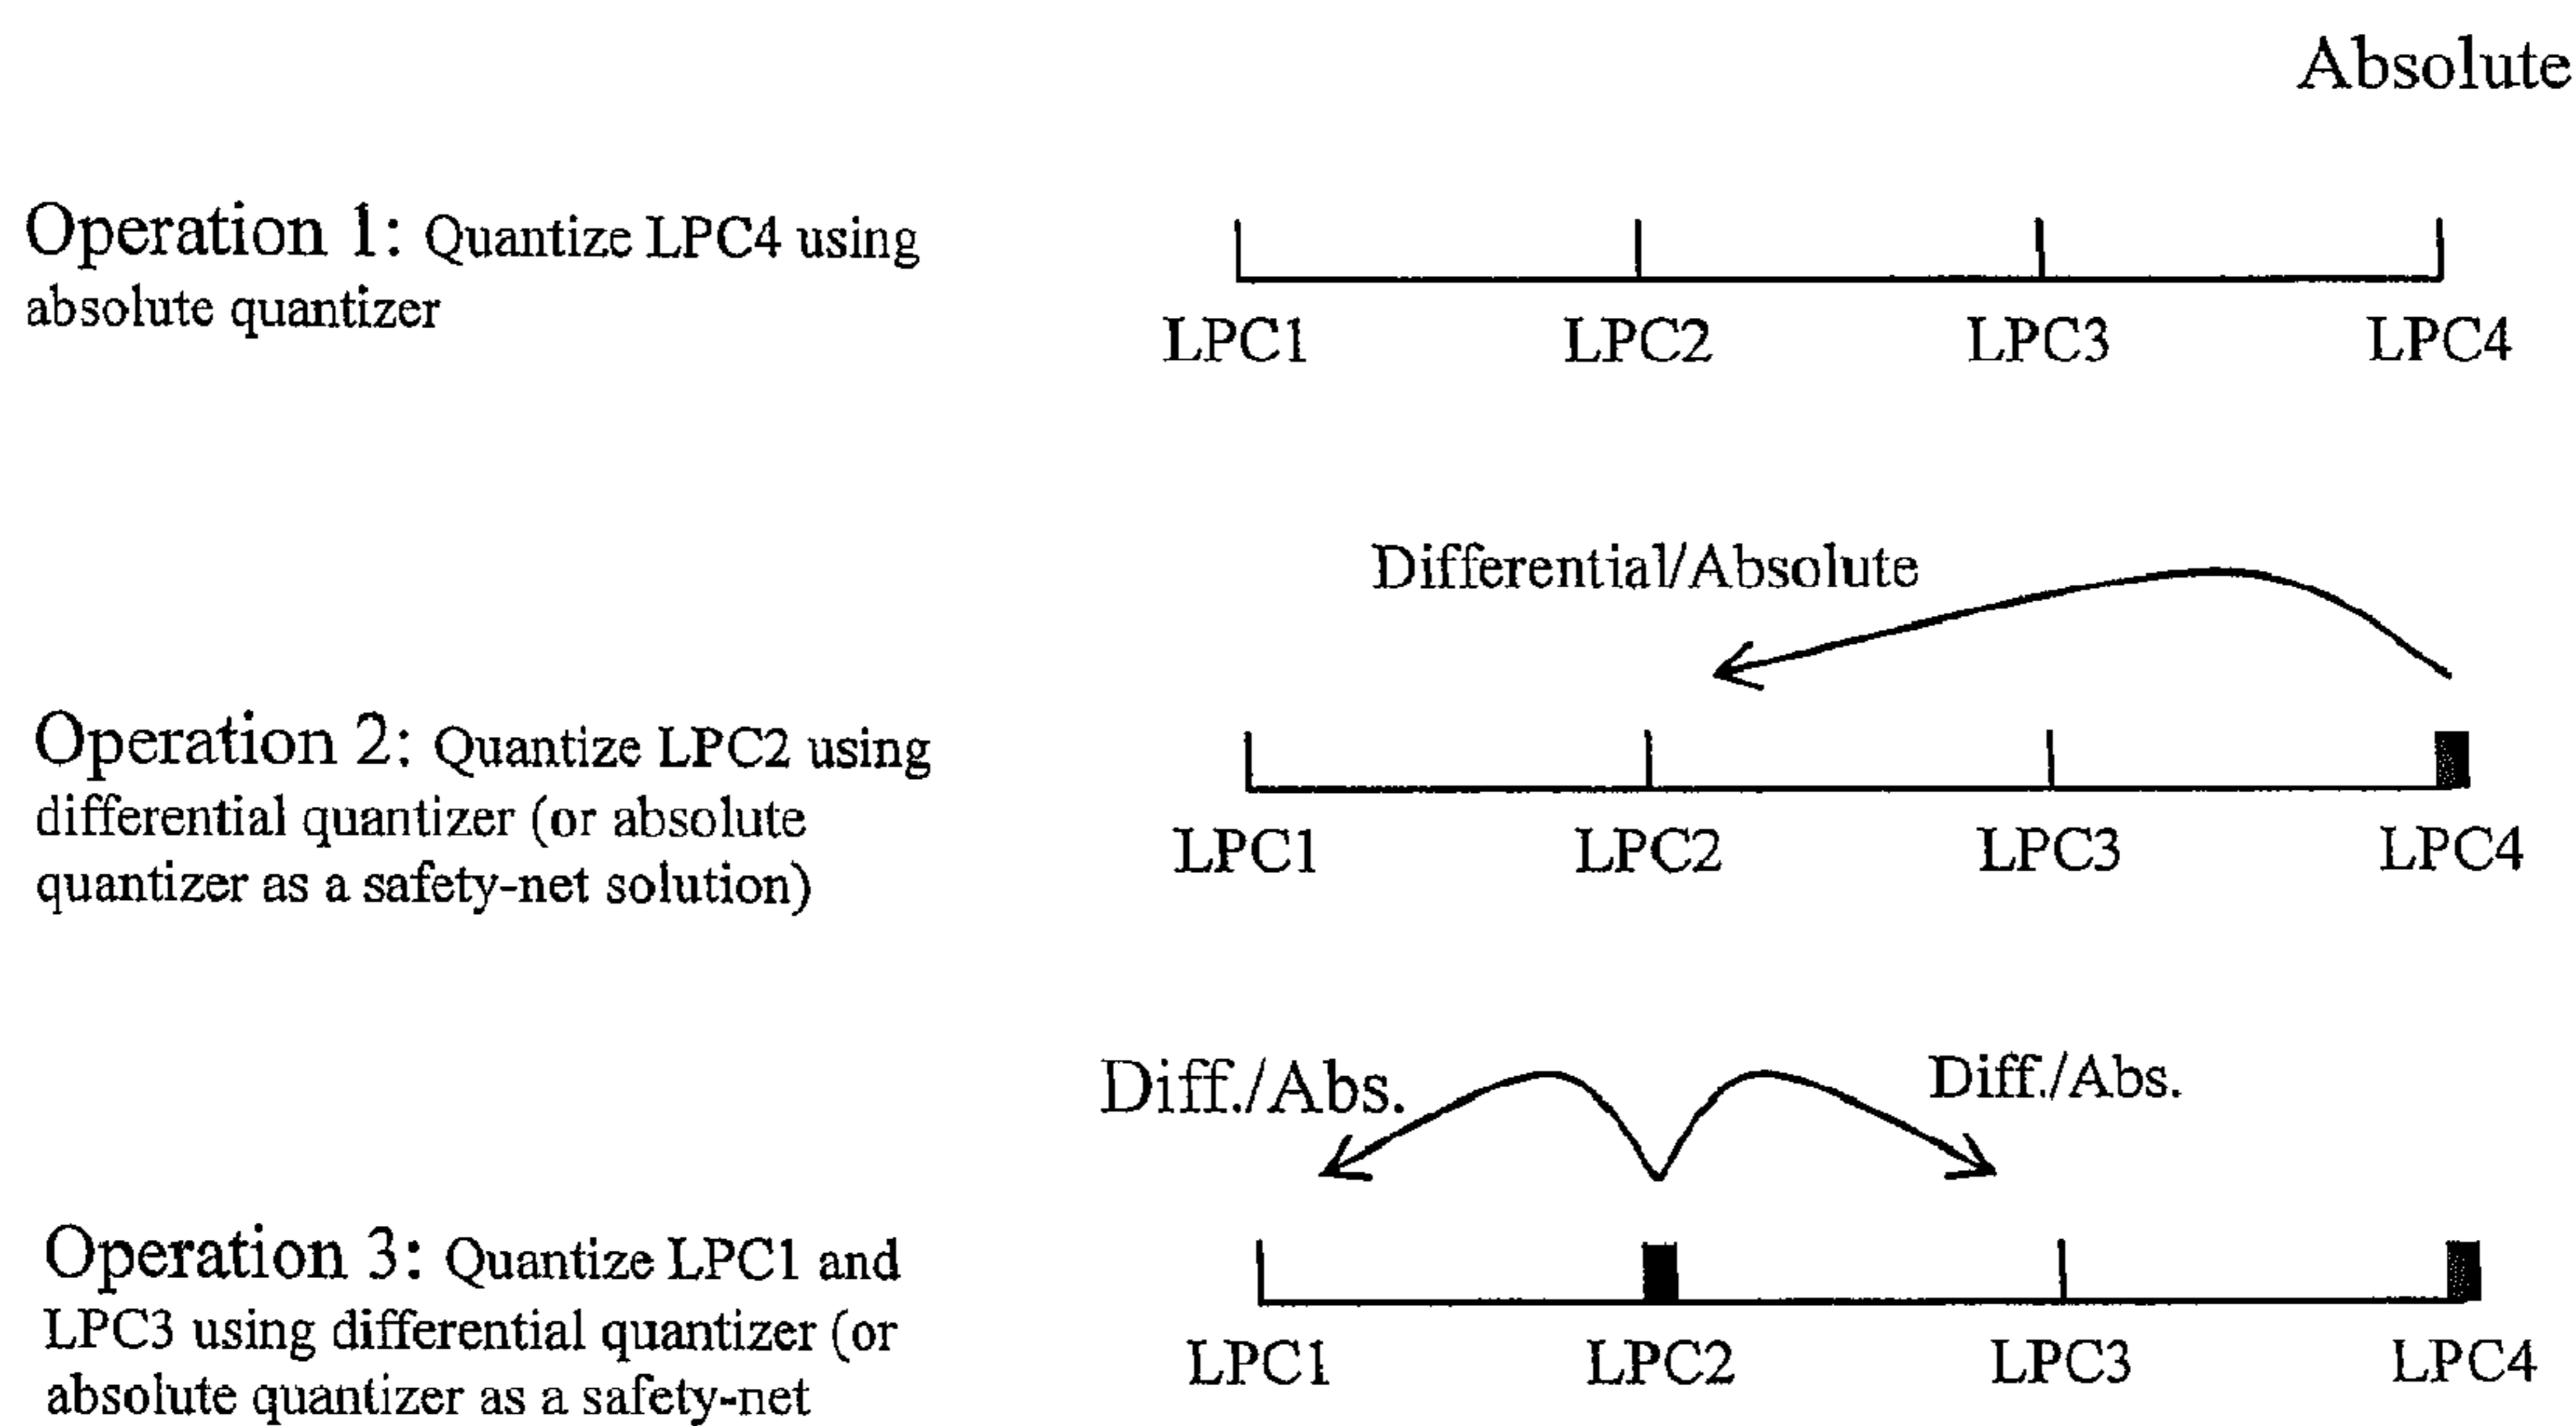 Absolute
Operation 1: Quantize LPC4 using
absolute quantizer
LPC1 LPC2 LPC3 LPC4
Differential/Absolute
Operation 2: Quantize LPC2 using
differential quantizer (or absolute
quantizer as a safety-net solution)
LPC1 LPC2 LPC3 LPC4
Diff./Abs. Diff./Abs.
Operation 3: Quantize LPC1 and
LPC3 using differential quantizer (or
absolute quantizer as a safety-net
LPC1 LPC2 LPC3 LPC4